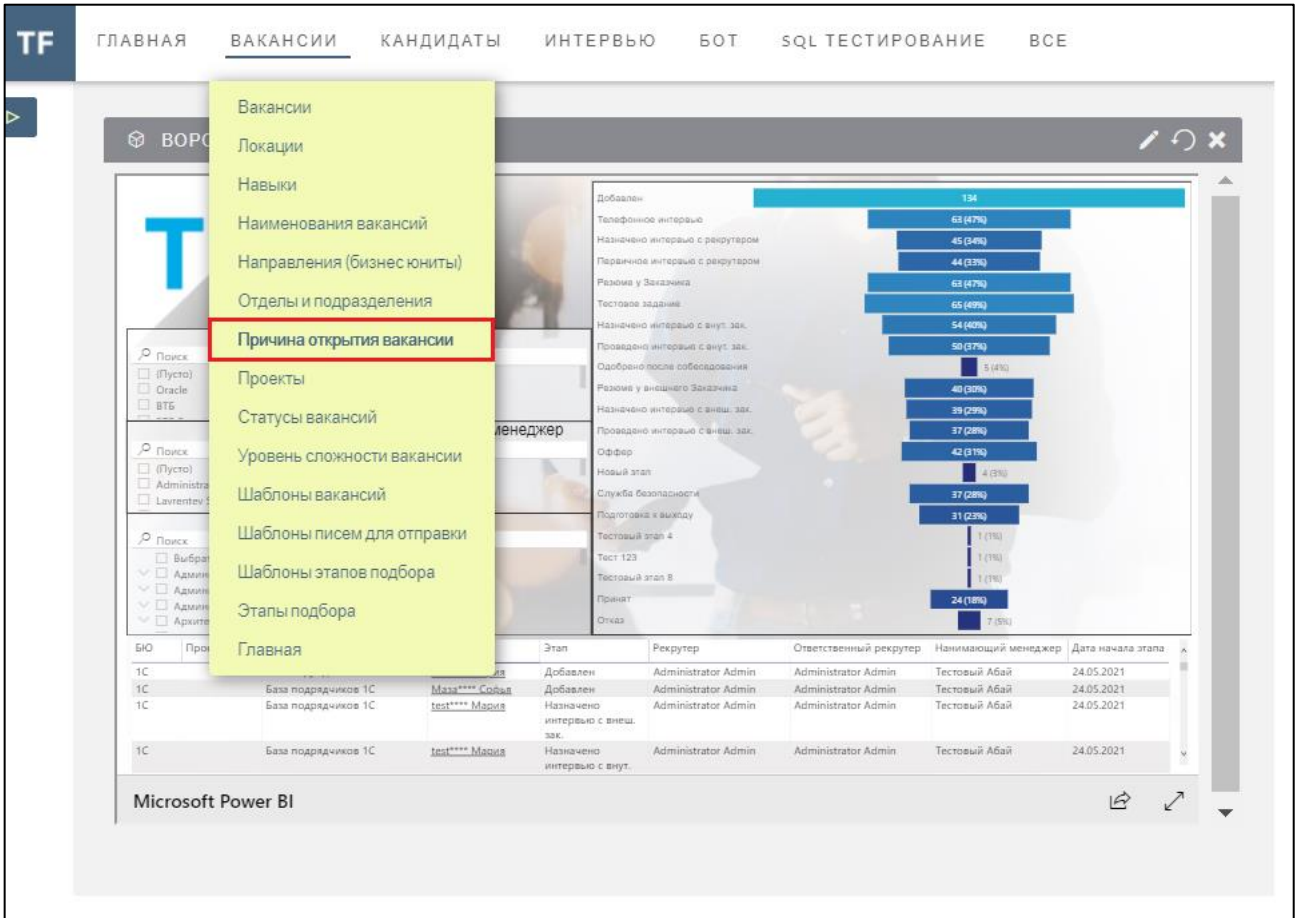 TF
ГЛАВНАЯ ВАКАНСИИ КАНДИДАТЫ ИНТЕРВЬЮ БОТ SQL ТЕСТИРОВАНИЕ ВСЕ
Вакансии
Локации
Навыки
Наименования вакансий
Направления (бизнес юниты)
Отделы и подразделения
Причина открытия вакансии
Проекты
Статусы вакансий
Уровень сложности вакансии
Шаблоны вакансий
Шаблоны писем для отправки
Шаблоны этапов подбора
Этапы подбора
Главная
ВОРО
T
Поиск
(Пусто)
Oracle
ВТБ
менеджер
Поиск
(Пусто)
Administra
Lavrentev S
Поиск
Выбрат
Админ
Админ
Админ
Архите
Добавлен 134
Телефонное интервью 63 (47%)
Назначено интервью с рекрутером 45 (34%)
Первичное интервью с рекрутером 44 (33%)
Резюме у Заказчика 63 (47%)
Тестовое задание 65 (49%)
Назначено интервью с внут. зак. 54 (40%)
Проведено интервью с внут. зак. 50 (37%)
Одобрено после собеседования 5 (4%)
Резюме у внешнего Заказчика 40 (30%)
Назначено интервью с внеш. зак. 39 (29%)
Проведено интервью с внеш. зак. 37 (28%)
Оффер 42 (31%)
Новый этап 4 (3%)
Служба безопасности 37 (28%)
Подготовка к выходу 31 (23%)
Тестовый этап 4 1 (1%)
Тест 123 1 (1%)
Тестовый этап 8 1 (1%)
Принят 24 (18%)
Отказ 7 (5%)
БЮ Про Этап Рекрутер Ответственный рекрутер Нанимающий менеджер Дата начала этапа
1С Добавлен Administrator Admin Administrator Admin Тестовый Абай 24.05.2021
1С База подрядчиков 1С Маза**** Софья Добавлен Administrator Admin Administrator Admin Тестовый Абай 24.05.2021
1С База подрядчиков 1С test**** Мария Назначено Administrator Admin Administrator Admin Тестовый Абай 24.05.2021
интервью с внеш.
зак.
1С База подрядчиков 1С test**** Мария Назначено Administrator Admin Administrator Admin Тестовый Абай 24.05.2021
интервью с внут.
Microsoft Power BI